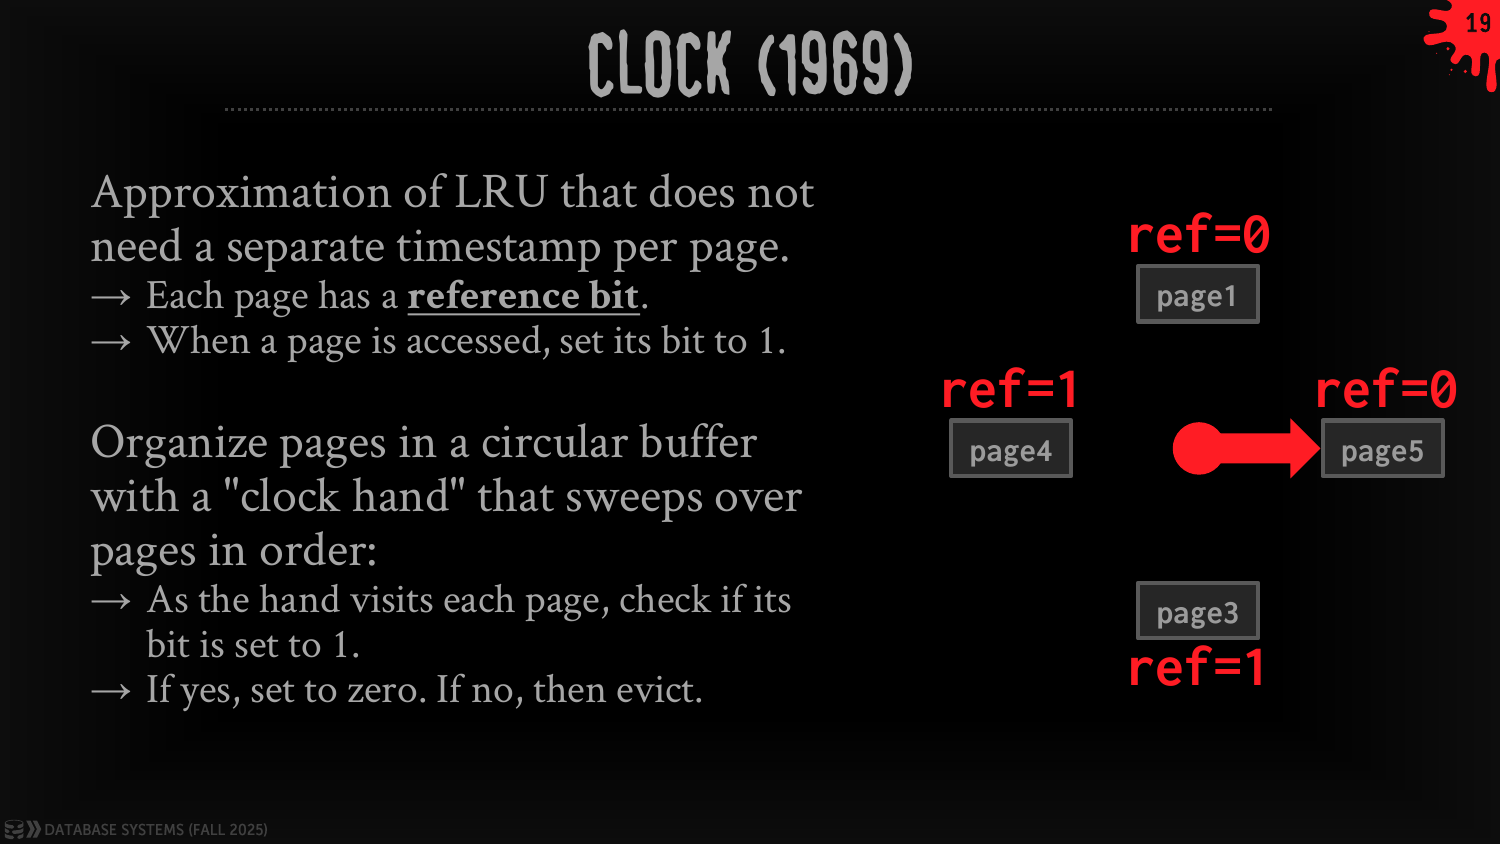 CLOCK (1969)
19
Approximation of LRU that does not
need a separate timestamp per page.
→ Each page has a reference bit.
→ When a page is accessed, set its bit to 1.
Organize pages in a circular buffer
with a "clock hand" that sweeps over
pages in order:
→ As the hand visits each page, check if its
bit is set to 1.
→ If yes, set to zero. If no, then evict.
ref=0
page1
ref=1
page4
ref=0
page5
page3
ref=1
DATABASE SYSTEMS (FALL 2025)